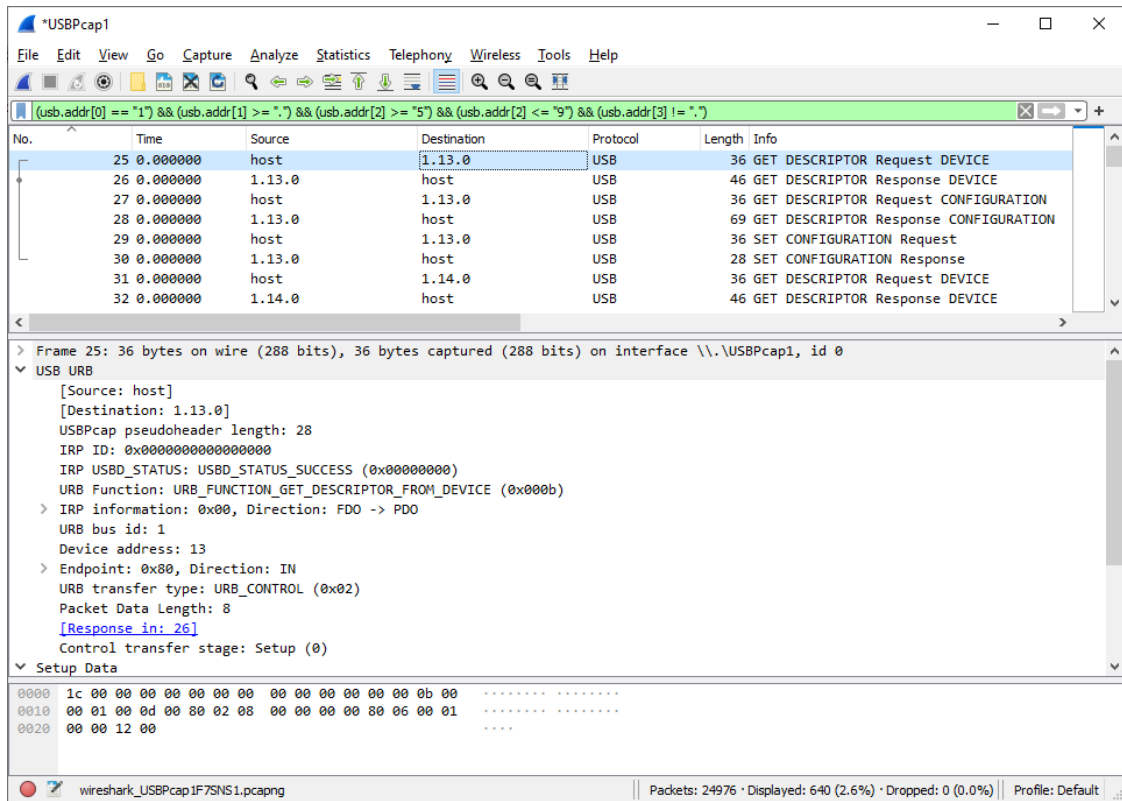 *USBPcap1
File Edit View Go Capture Analyze Statistics Telephony Wireless Tools Help
(usb.addr[0] == "1") && (usb.addr[1] >= ".") && (usb.addr[2] >= "5") && (usb.addr[2] <= "9") && (usb.addr[3] != ".")
No. Time Source Destination Protocol Length Info
25 0.000000 host 1.13.0 USB 36 GET DESCRIPTOR Request DEVICE
26 0.000000 1.13.0 host USB 46 GET DESCRIPTOR Response DEVICE
27 0.000000 host 1.13.0 USB 36 GET DESCRIPTOR Request CONFIGURATION
28 0.000000 1.13.0 host USB 69 GET DESCRIPTOR Response CONFIGURATION
29 0.000000 host 1.13.0 USB 36 SET CONFIGURATION Request
30 0.000000 1.13.0 host USB 28 SET CONFIGURATION Response
31 0.000000 host 1.14.0 USB 36 GET DESCRIPTOR Request DEVICE
32 0.000000 1.14.0 host USB 46 GET DESCRIPTOR Response DEVICE
Frame 25: 36 bytes on wire (288 bits), 36 bytes captured (288 bits) on interface \\.\USBPcap1, id 0
USB URB
[Source: host]
[Destination: 1.13.0]
USBPcap pseudoheader length: 28
IRP ID: 0x0000000000000000
IRP USBD_STATUS: USBD_STATUS_SUCCESS (0x00000000)
URB Function: URB_FUNCTION_GET_DESCRIPTOR_FROM_DEVICE (0x000b)
IRP information: 0x00, Direction: FDO -> PDO
URB bus id: 1
Device address: 13
Endpoint: 0x80, Direction: IN
URB transfer type: URB_CONTROL (0x02)
Packet Data Length: 8
[Response in: 26]
Control transfer stage: Setup (0)
Setup Data
0000 1c 00 00 00 00 00 00 00 00 00 00 00 00 00 0b 00 ········ ········
0010 00 01 00 0d 00 80 02 08 00 00 00 00 80 06 00 01 ········ ········
0020 00 00 12 00 ····
wireshark_USBPcap1F7SNS1.pcapng Packets: 24976 · Displayed: 640 (2.6%) · Dropped: 0 (0.0%) Profile: Default